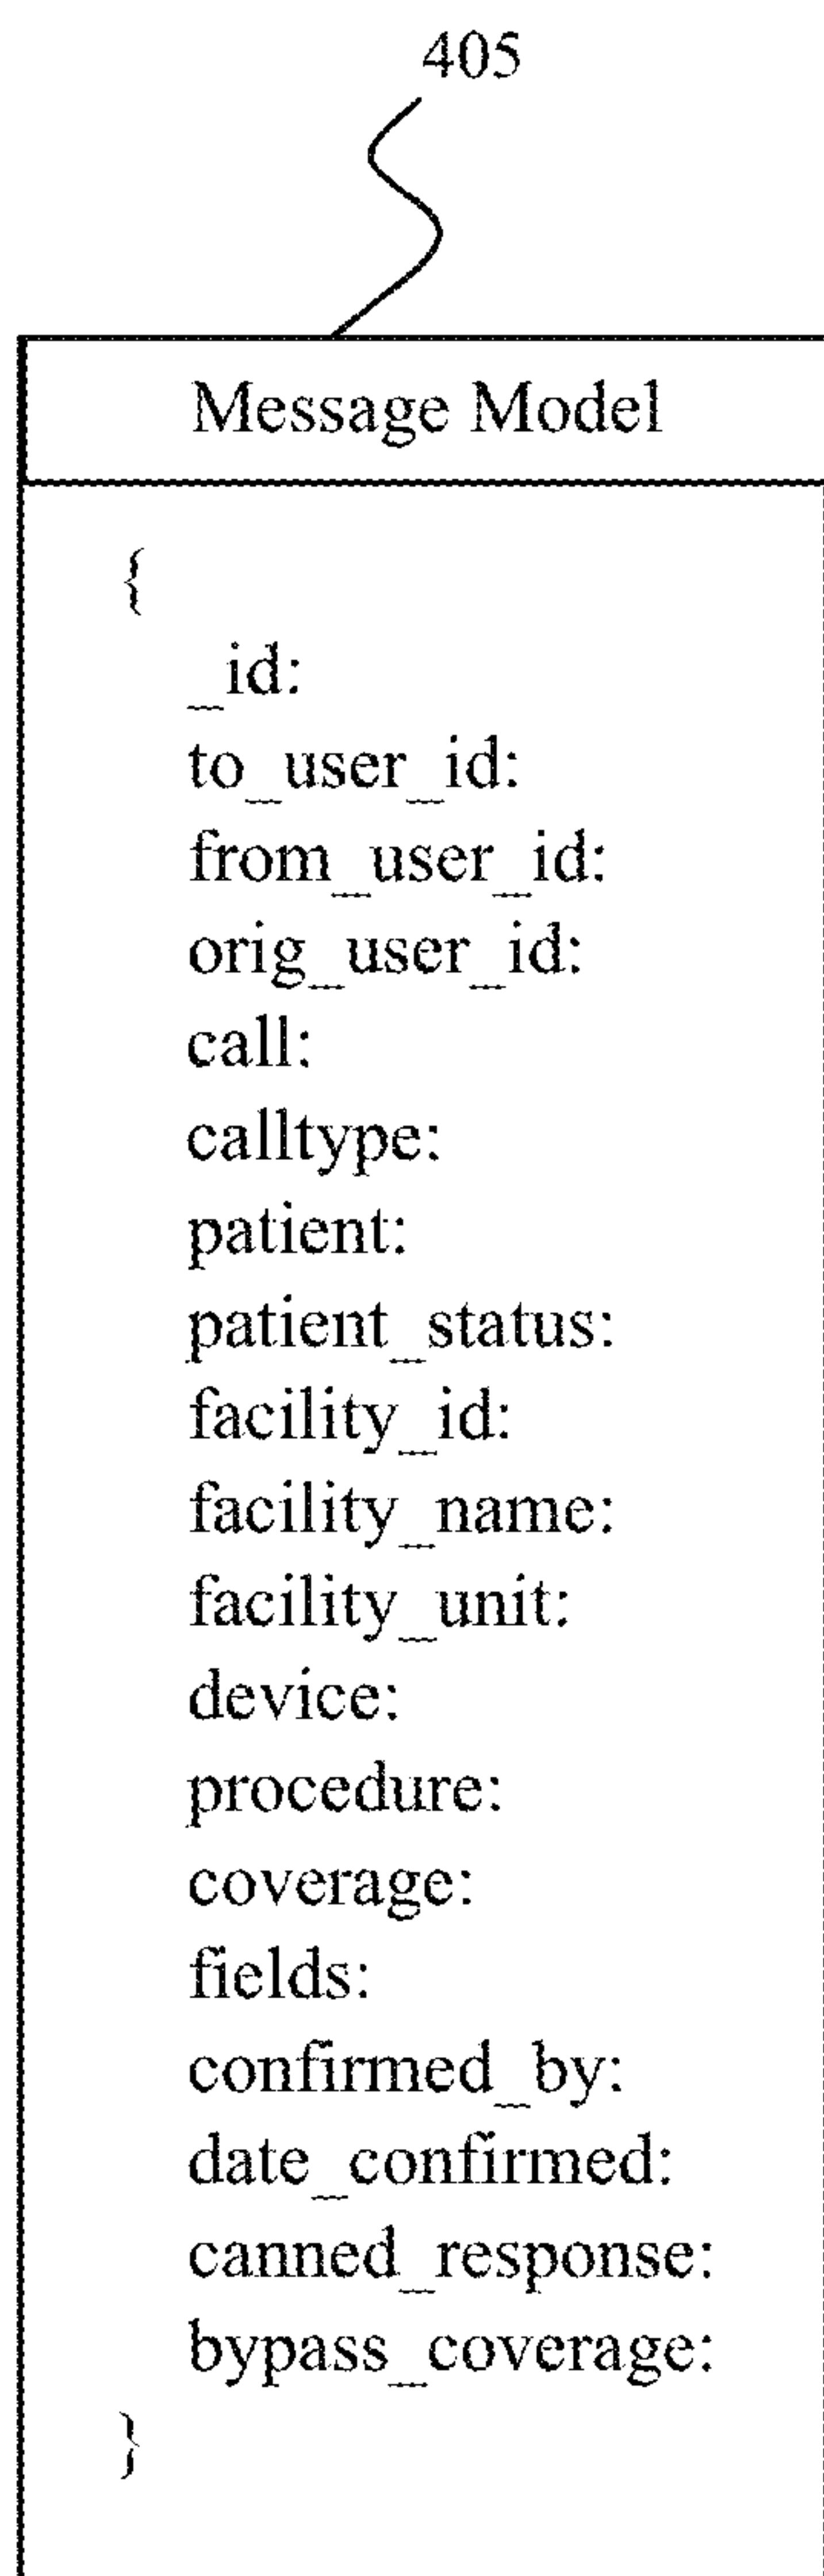 405
Message Model
{
_id:
to_user_id:
from_user_id:
orig_user_id:
call:
calltype:
patient:
patient_status:
facility_id:
facility_name:
facility_unit:
device:
procedure:
coverage:
fields:
confirmed_by:
date_confirmed:
canned_response:
bypass_coverage:
}